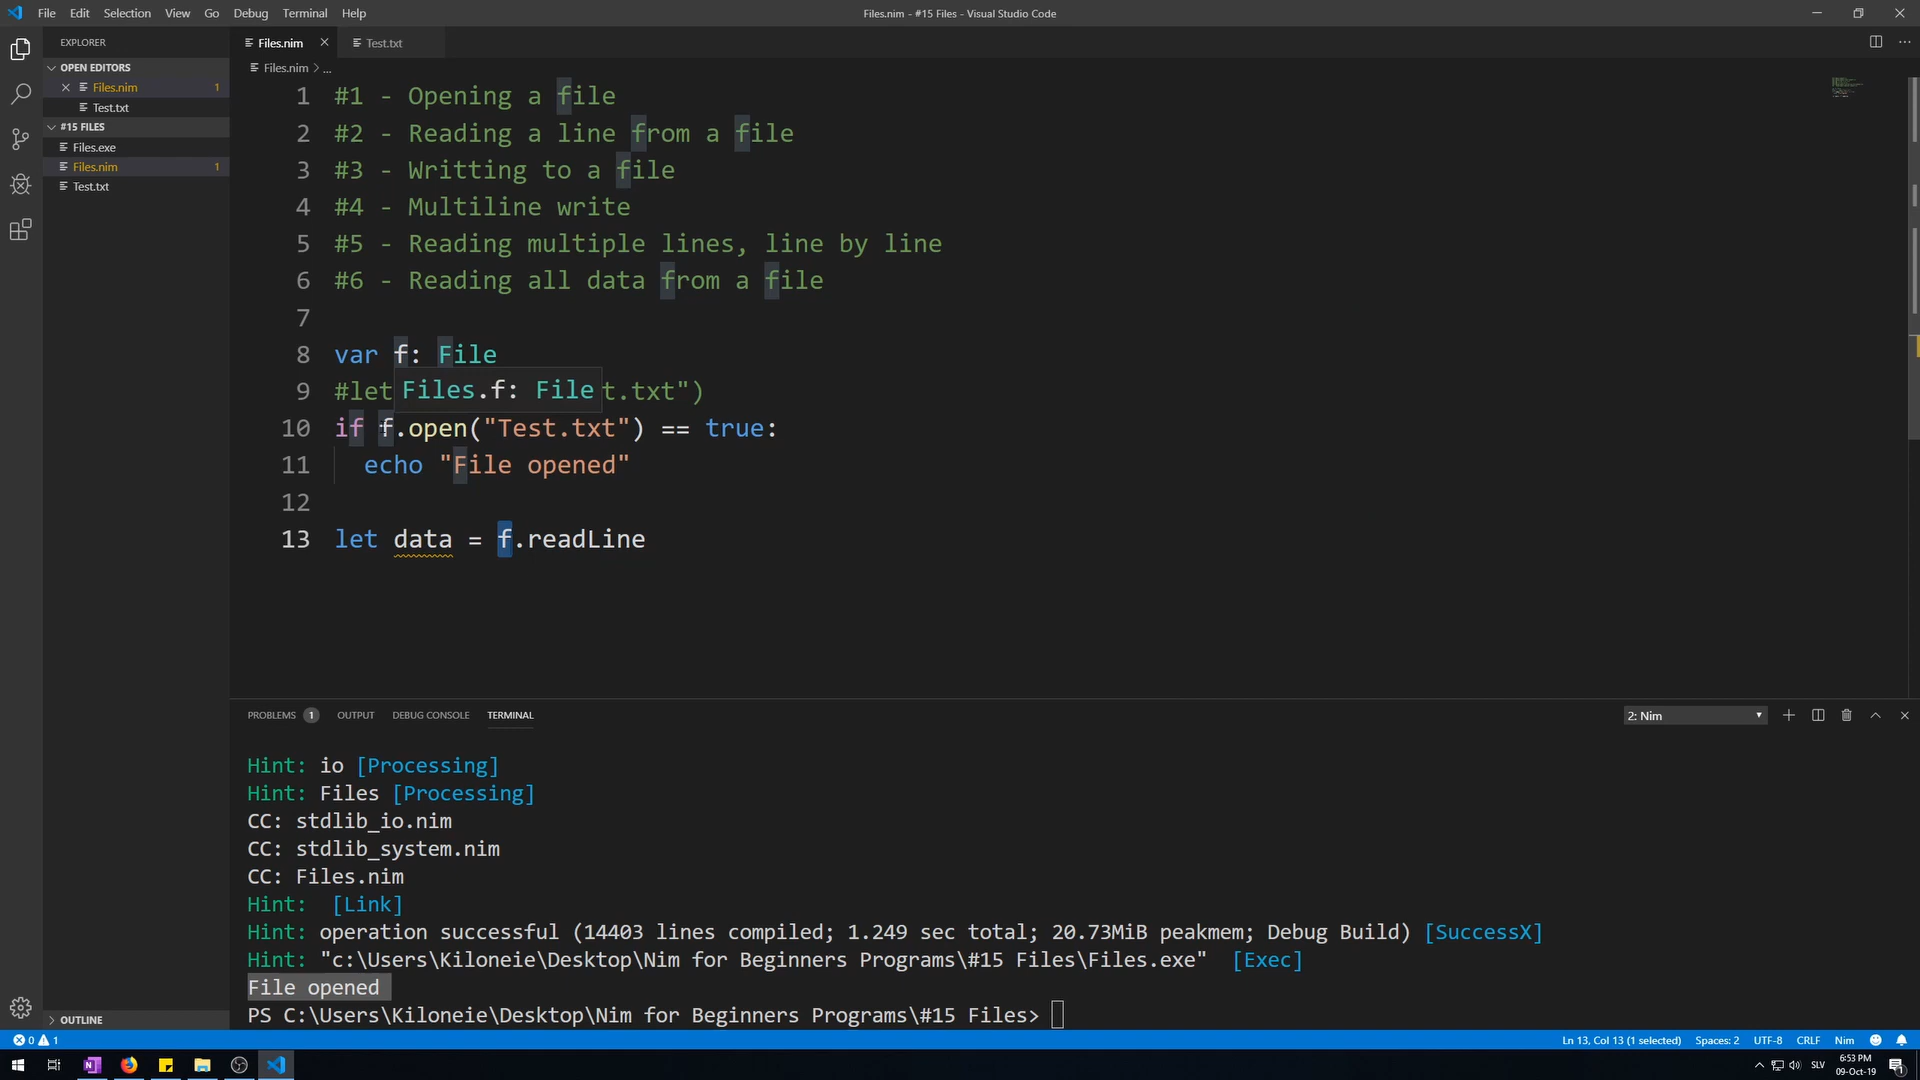 File Edit Selection View Go Debug Terminal Help
Files.nim - #15 Files - Visual Studio Code
EXPLORER
OPEN EDITORS
Files.nim 1
Test.txt
#15 FILES
Files.exe
Files.nim 1
Test.txt
OUTLINE
Files.nim Test.txt
Files.nim > ...
1 #1 - Opening a file
2 #2 - Reading a line from a file
3 #3 - Writting to a file
4 #4 - Multiline write
5 #5 - Reading multiple lines, line by line
6 #6 - Reading all data from a file
7
8 var f: File
9 #let t.txt")
Files.f: File
10 if f.open("Test.txt") == true:
11 echo "File opened"
12
13 let data = f.readLine
PROBLEMS 1 OUTPUT DEBUG CONSOLE TERMINAL
2: Nim
Hint: io [Processing]
Hint: Files [Processing]
CC: stdlib_io.nim
CC: stdlib_system.nim
CC: Files.nim
Hint: [Link]
Hint: operation successful (14403 lines compiled; 1.249 sec total; 20.73MiB peakmem; Debug Build) [SuccessX]
Hint: "c:\Users\Kiloneie\Desktop\Nim for Beginners Programs\#15 Files\Files.exe" [Exec]
File opened
PS C:\Users\Kiloneie\Desktop\Nim for Beginners Programs\#15 Files>
0 1
Ln 13, Col 13 (1 selected) Spaces: 2 UTF-8 CRLF Nim
SLV
6:53 PM
09-Oct-19